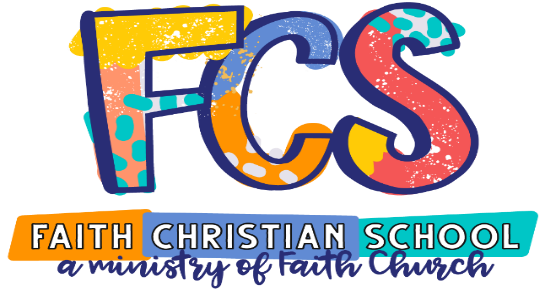 FCS
FAITH CHRISTIAN SCHOOL
a ministry of Faith Church